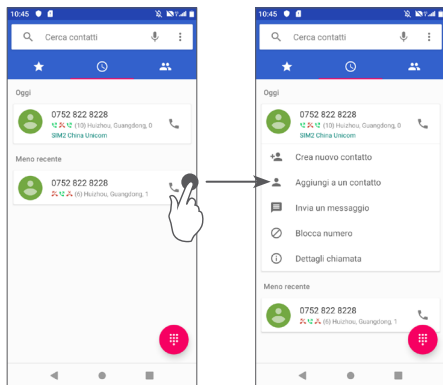 10:45
Cerca contatti
Oggi
0752 822 8228
(10) Huizhou, Guangdong, 0
SIM2 China Unicom
Meno recente
0752 822 8228
(6) Huizhou, Guangdong, 1
10:45
Cerca contatti
Oggi
0752 822 8228
(10) Huizhou, Guangdong, 0
SIM2 China Unicom
Crea nuovo contatto
Aggiungi a un contatto
Invia un messaggio
Blocca numero
Dettagli chiamata
Meno recente
0752 822 8228
(6) Huizhou, Guangdong, 1